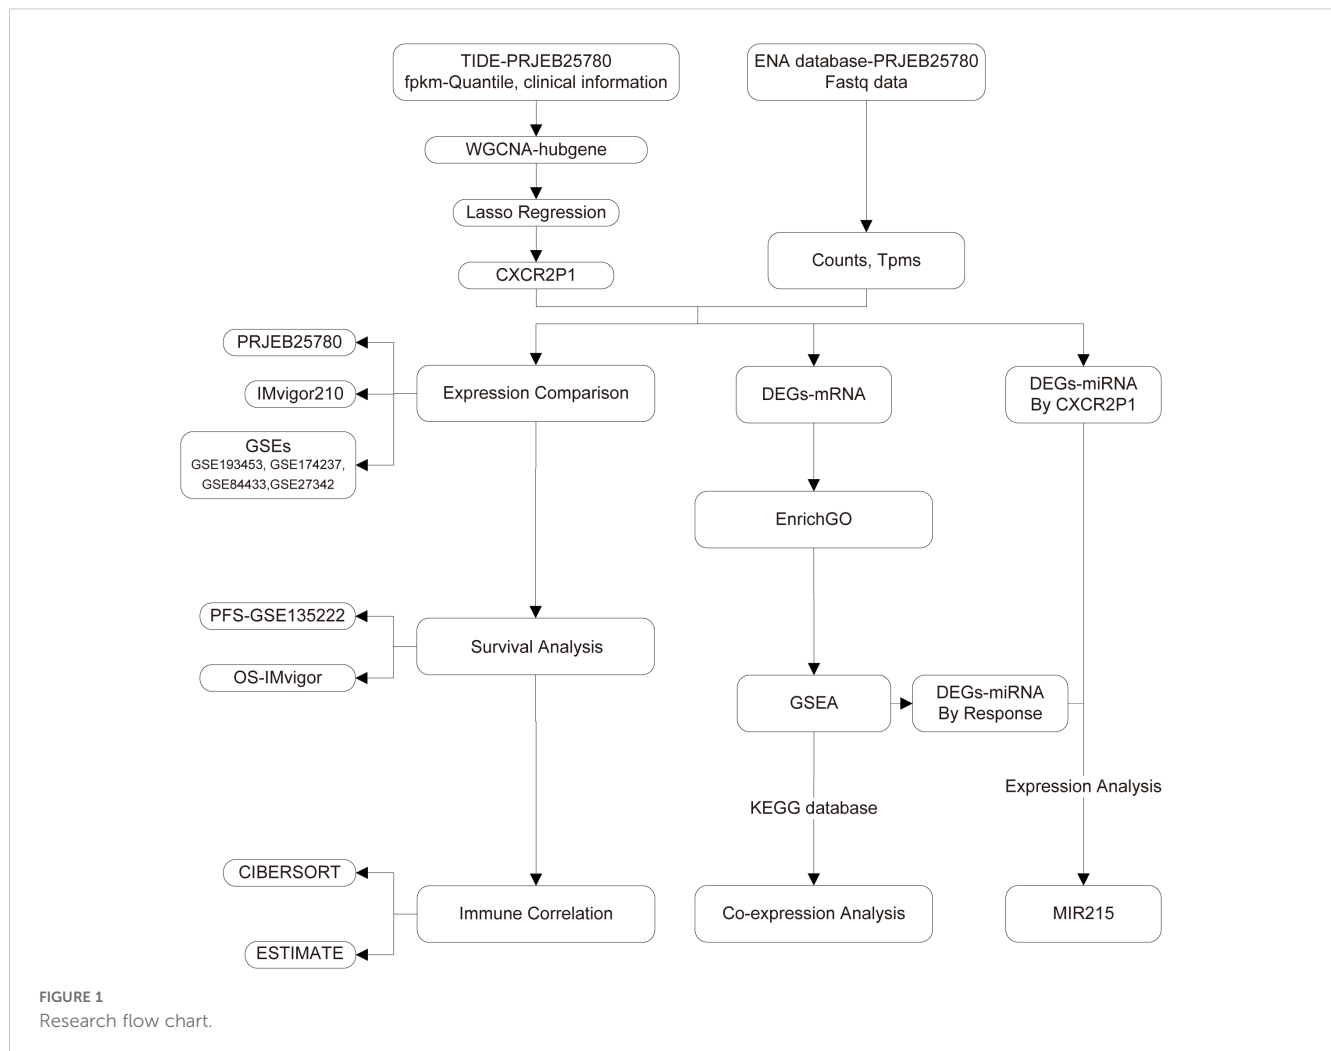 TIDE-PRJEB25780
fpkm-Quantile, clinical information
ENA database-PRJEB25780
Fastq data
WGCNA-hubgene
Lasso Regression
CXCR2P1
Counts, Tpms
PRJEB25780
IMvigor210
GSEs
GSE193453, GSE174237,
GSE84433,GSE27342
Expression Comparison
DEGs-mRNA
DEGs-miRNA
By CXCR2P1
EnrichGO
PFS-GSE135222
OS-IMvigor
Survival Analysis
GSEA
DEGs-miRNA
By Response
Expression Analysis
KEGG database
CIBERSORT
ESTIMATE
Immune Correlation
Co-expression Analysis
MIR215
FIGURE 1
Research flow chart.